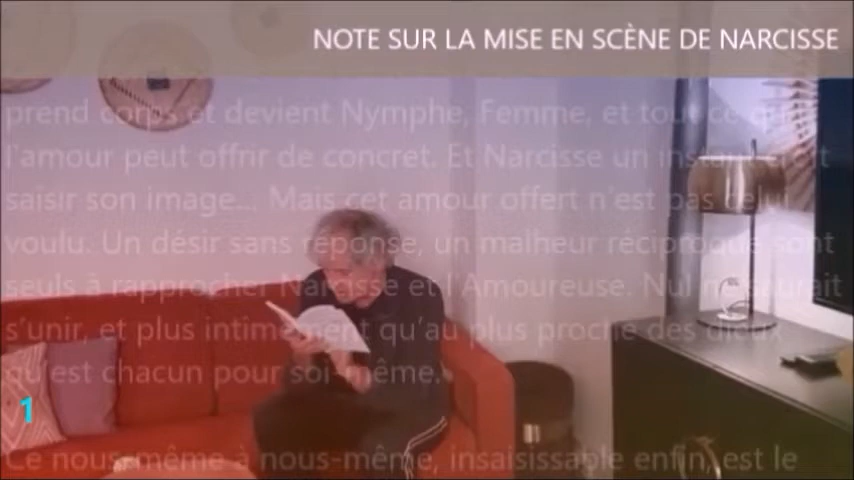 NOTE SUR LA MISE EN SCÈNE DE NARCISSE
prend corps et devient Nymphe, Femme, et tout ce qui
l'amour peut offrir de concret. Et Narcisse un instant
saisir son image... Mais cet amour offert n'est pas celui
voulu. Un désir sans réponse, un malheur réciproque sont
seuls à rapprocher Narcisse et l'Amoureuse. Nul ne saurait
s'unir, et plus intimement qu'au plus proche des dieux
qu'est chacun pour soi-même.
1
Ce nous-même à nous-même, insaisissable enfin, est le